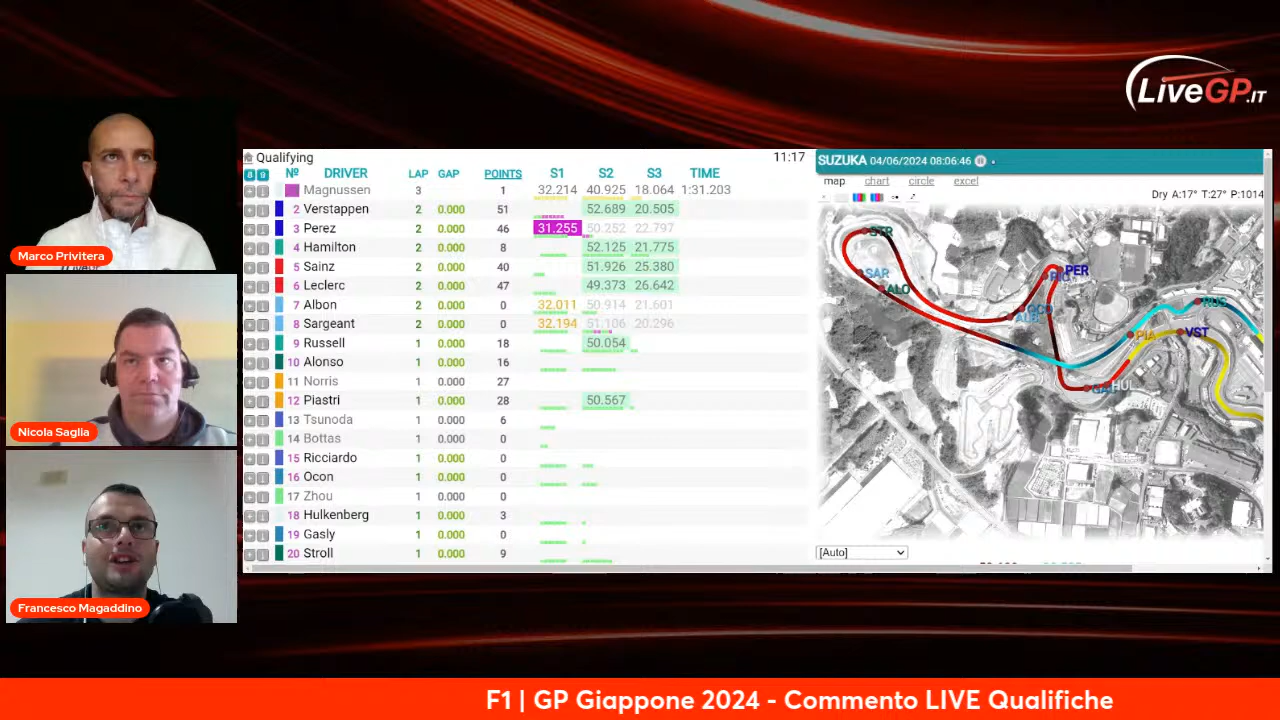 LiveGP.IT
Marco Privitera
Nicola Saglia
Francesco Magaddino
Qualifying 11:17
8 9 Nº DRIVER LAP GAP POINTS S1 S2 S3 TIME
Magnussen 3 1 32.214 40.925 18.064 1:31.203
2 Verstappen 2 0.000 51 52.689 20.505
3 Perez 2 0.000 46 31.255 50.252 22.797
4 Hamilton 2 0.000 8 52.125 21.775
5 Sainz 2 0.000 40 51.926 25.380
6 Leclerc 2 0.000 47 49.373 26.642
7 Albon 2 0.000 0 32.011 50.914 21.601
8 Sargeant 2 0.000 0 32.194 51.106 20.296
9 Russell 1 0.000 18 50.054
10 Alonso 1 0.000 16
11 Norris 1 0.000 27
12 Piastri 1 0.000 28 50.567
13 Tsunoda 1 0.000 6
14 Bottas 1 0.000 0
15 Ricciardo 1 0.000 0
16 Ocon 1 0.000 0
17 Zhou 1 0.000 0
18 Hulkenberg 1 0.000 3
19 Gasly 1 0.000 0
20 Stroll 1 0.000 9
SUZUKA 04/06/2024 08:06:46
map chart circle excel
Dry A:17° T:27° P:1014
STR
SAR
ALO
PER
OCO
RUS
PIA
VST
HUL
[Auto]
F1 | GP Giappone 2024 - Commento LIVE Qualifiche